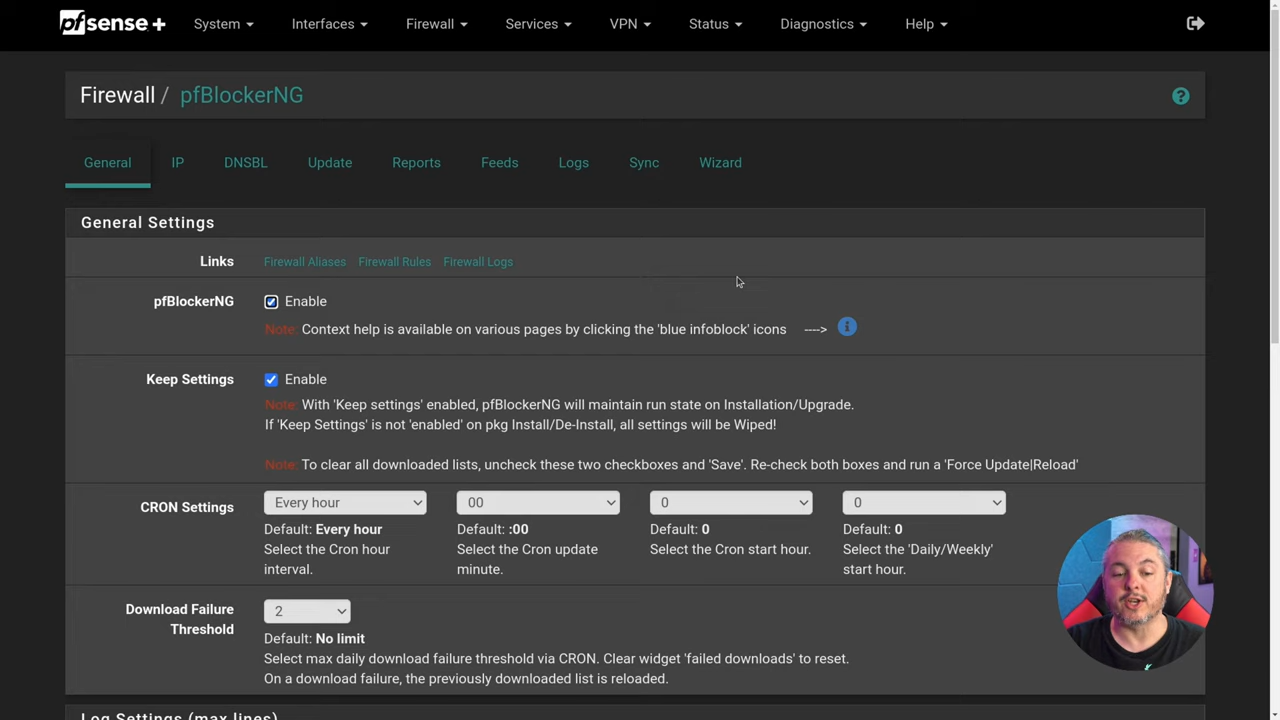 pfsense+ System Interfaces Firewall Services VPN Status Diagnostics Help
Firewall / pfBlockerNG
General IP DNSBL Update Reports Feeds Logs Sync Wizard
General Settings
Links Firewall Aliases Firewall Rules Firewall Logs
pfBlockerNG Enable
Note: Context help is available on various pages by clicking the 'blue infoblock' icons ---->
Keep Settings Enable
Note: With 'Keep settings' enabled, pfBlockerNG will maintain run state on Installation/Upgrade.
If 'Keep Settings' is not 'enabled' on pkg Install/De-Install, all settings will be Wiped!
Note: To clear all downloaded lists, uncheck these two checkboxes and 'Save'. Re-check both boxes and run a 'Force Update|Reload'
CRON Settings Every hour 00 0 0
Default: Every hour Default: :00 Default: 0 Default: 0
Select the Cron hour Select the Cron update Select the Cron start hour. Select the 'Daily/Weekly'
interval. minute. start hour.
Download Failure 2
Threshold
Default: No limit
Select max daily download failure threshold via CRON. Clear widget 'failed downloads' to reset.
On a download failure, the previously downloaded list is reloaded.
Log Settings (max lines)